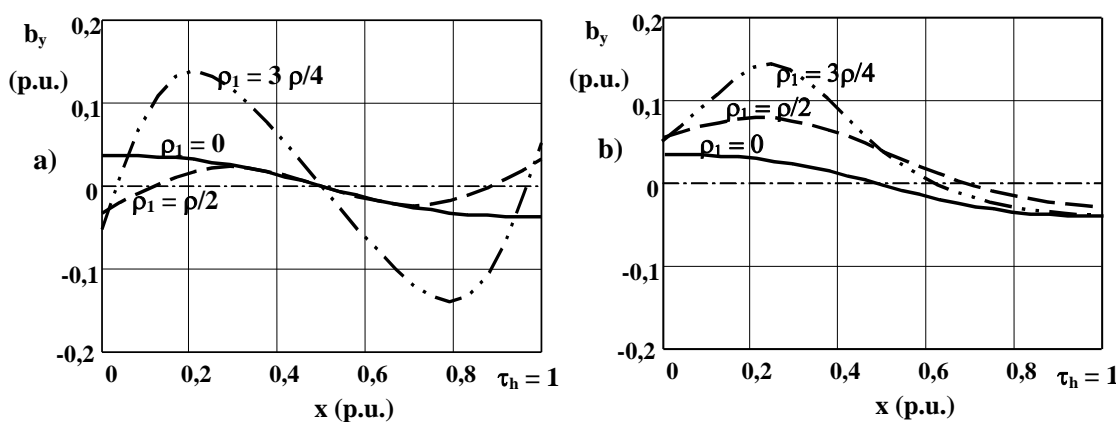 b_y
(p.u.)
0,2
0,1
0
-0,1
-0,2
a)
ρ₁ = 3 ρ/4
ρ₁ = 0
ρ₁ = ρ/2
0
0,2
0,4
0,6
0,8
τ_h = 1
x (p.u.)
b_y
(p.u.)
0,2
0,1
0
-0,1
-0,2
b)
ρ₁ = 3ρ/4
ρ₁ = ρ/2
ρ₁ = 0
0
0,2
0,4
0,6
0,8
τ_h = 1
x (p.u.)